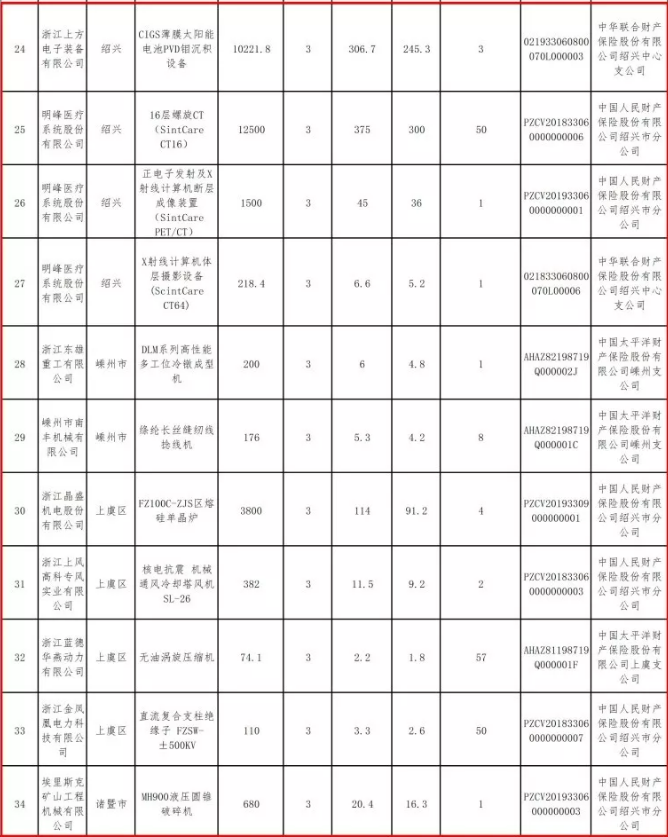 24 浙江上方电子装备有限公司 绍兴 CIGS薄膜太阳能电池PVD钼沉积设备 10221.8 3 306.7 245.3 3 021933060800070L000003 中华联合财产保险股份有限公司绍兴中心支公司
25 明峰医疗系统股份有限公司 绍兴 16层螺旋CT（SintCare CT16） 12500 3 375 300 50 PZCV201833060000000006 中国人民财产保险股份有限公司绍兴市分公司
26 明峰医疗系统股份有限公司 绍兴 正电子发射及X射线计算机断层成像装置（SintCare PET/CT） 1500 3 45 36 1 PZCV201933060000000001 中国人民财产保险股份有限公司绍兴市分公司
27 明峰医疗系统股份有限公司 绍兴 X射线计算机体层摄影设备(ScintCare CT64) 218.4 3 6.6 5.2 1 021833060800070L00006 中华联合财产保险股份有限公司绍兴中心支公司
28 浙江东雄重工有限公司 嵊州市 DLM系列高性能多工位冷镦成型机 200 3 6 4.8 1 AHAZ82198719Q000002J 中国太平洋财产保险股份有限公司嵊州支公司
29 嵊州市南丰机械有限公司 嵊州市 涤纶长丝缝纫线捻线机 176 3 5.3 4.2 8 AHAZ82198719Q000001C 中国太平洋财产保险股份有限公司嵊州支公司
30 浙江晶盛机电股份有限公司 上虞区 FZ100C-ZJS区熔硅单晶炉 3800 3 114 91.2 4 PZCV201933090000000001 中国人民财产保险股份有限公司绍兴市分公司
31 浙江上风高科专风实业有限公司 上虞区 核电抗震 机械通风冷却塔风机SL-26 382 3 11.5 9.2 2 PZCV201833060000000003 中国人民财产保险股份有限公司绍兴市分公司
32 浙江蓝德华燕动力有限公司 上虞区 无油涡旋压缩机 74.1 3 2.2 1.8 57 AHAZ81198719Q000001F 中国太平洋财产保险股份有限公司上虞支公司
33 浙江金凤凰电力科技有限公司 上虞区 直流复合支柱绝缘子 FZSW-±500KV 110 3 3.3 2.6 50 PZCV201833060000000007 中国人民财产保险股份有限公司绍兴市分公司
34 埃里斯克矿山工程机械有限公司 诸暨市 MH900液压圆锥破碎机 680 3 20.4 16.3 1 PZCV20193306000000003 中国人民财产保险股份有限公司绍兴市分公司